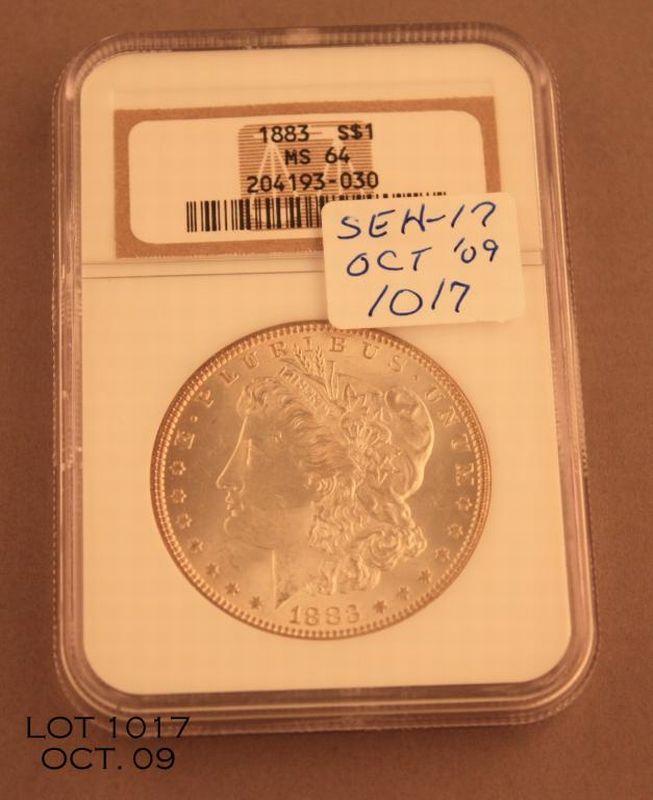 1883 S$1
MS 64
204193-030
SEH-17
OCT '09
1017
E · PLURIBUS · UNUM
LIBERTY
1883
LOT 1017
OCT. 09